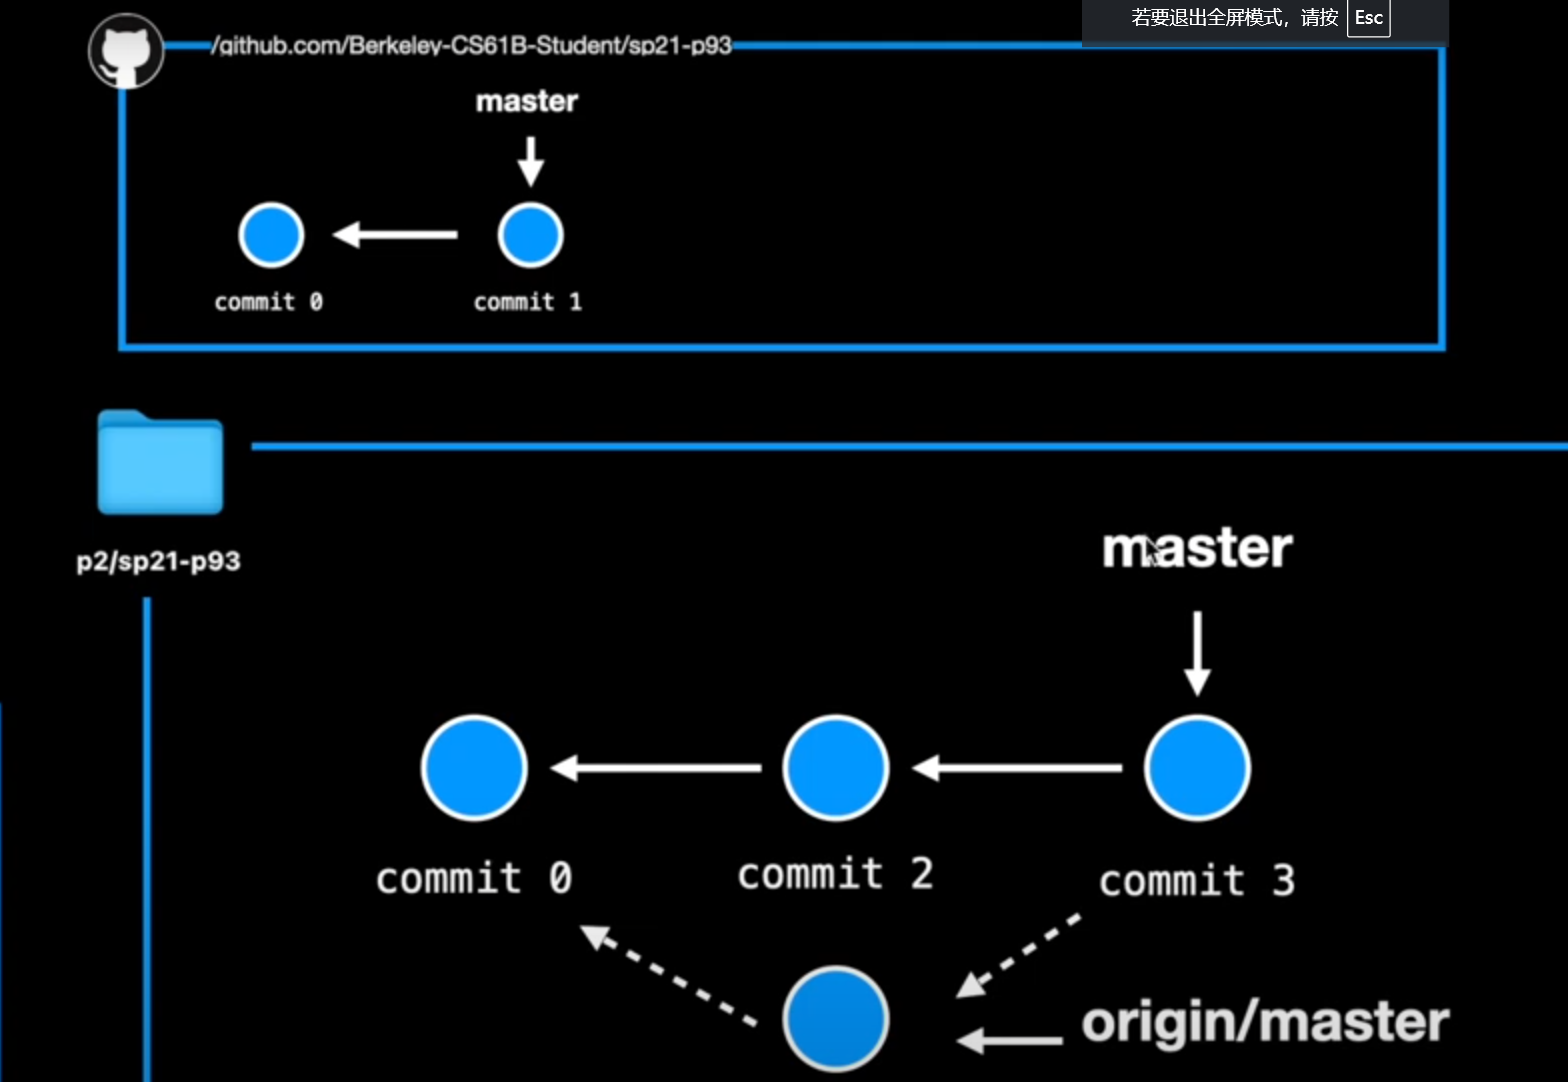 若要退出全屏模式，请按 Esc
/github.com/Berkeley-CS61B-Student/sp21-p93
master
commit 0
commit 1
p2/sp21-p93
master
commit 0
commit 2
commit 3
origin/master